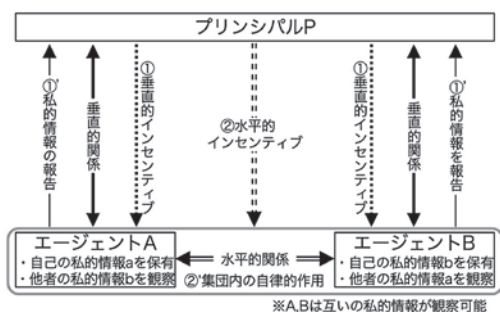 プリンシパルP
①'私的情報の報告
垂直的関係
①垂直的インセンティブ
②水平的
インセンティブ
①垂直的インセンティブ
垂直的関係
①'私的情報を報告
エージェントA
・自己の私的情報aを保有
・他者の私的情報bを観察
水平的関係
②'集団内の自律的作用
エージェントB
・自己の私的情報bを保有
・他者の私的情報aを観察
※A,Bは互いの私的情報が観察可能